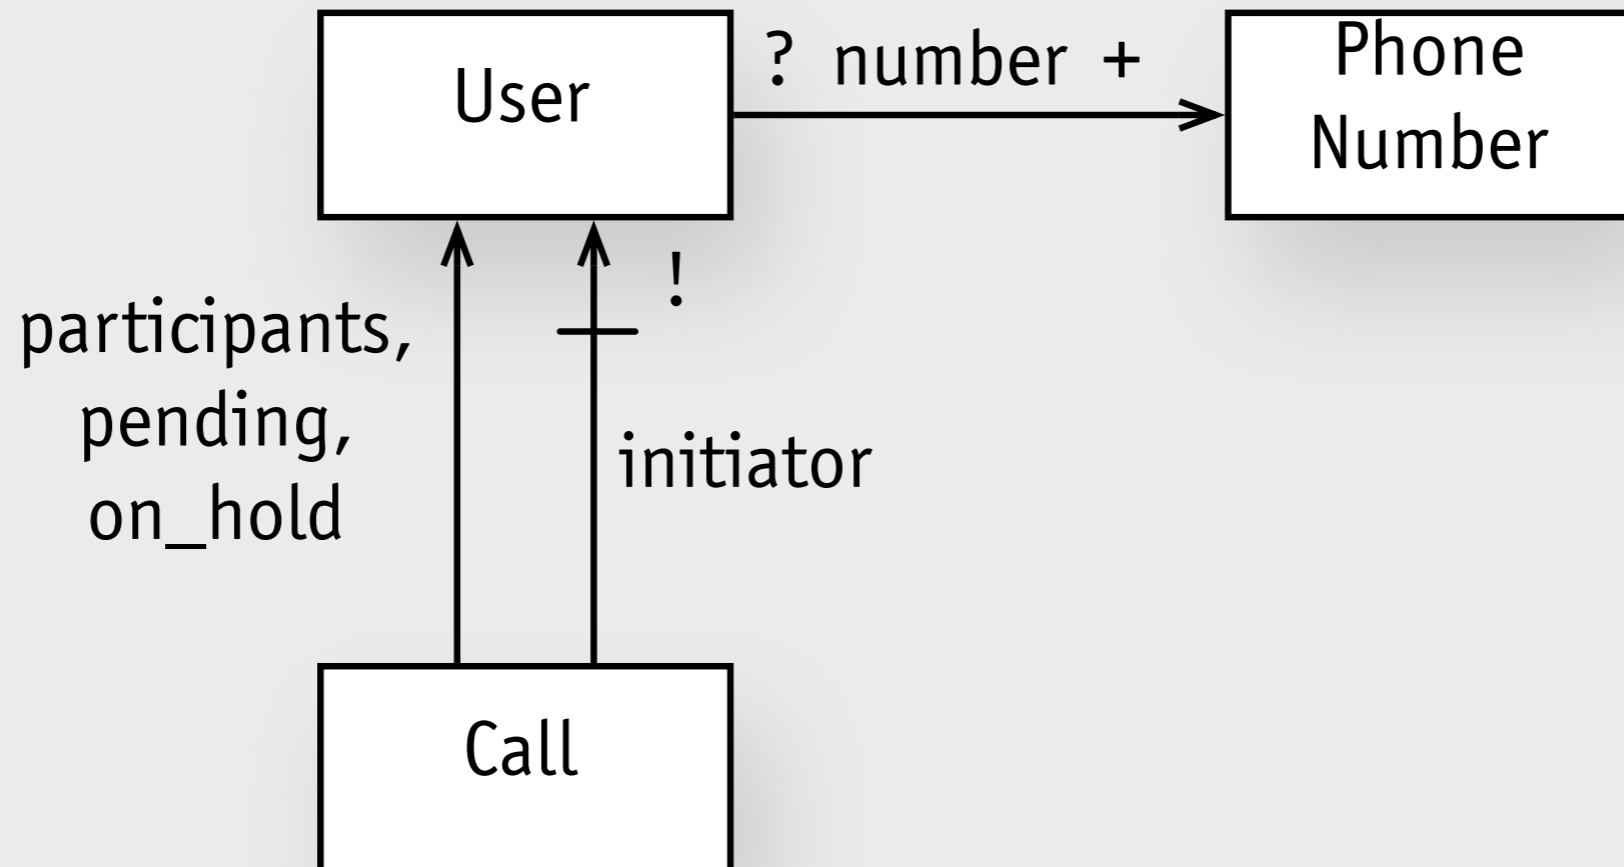 User
? number +
Phone
Number
!
participants,
pending,
on_hold
initiator
Call